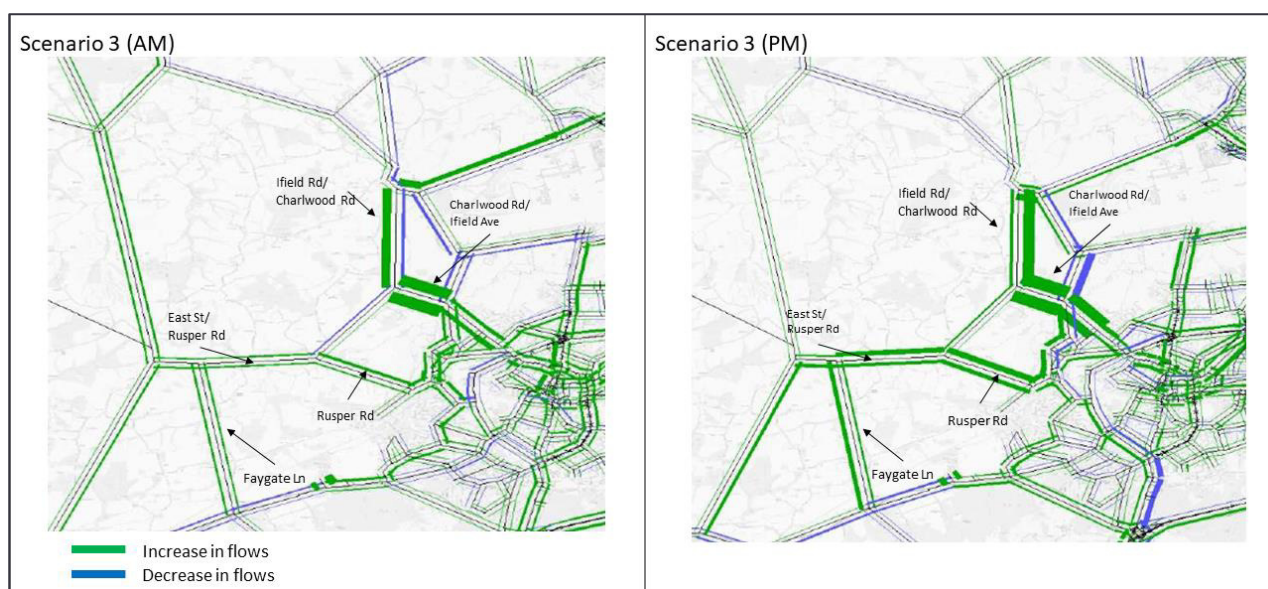 Scenario 3 (AM)
Ifield Rd/
Charlwood Rd
Charlwood Rd/
Ifield Ave
East St/
Rusper Rd
Rusper Rd
Faygate Ln
Increase in flows
Decrease in flows
Scenario 3 (PM)
Ifield Rd/
Charlwood Rd
Charlwood Rd/
Ifield Ave
East St/
Rusper Rd
Rusper Rd
Faygate Ln